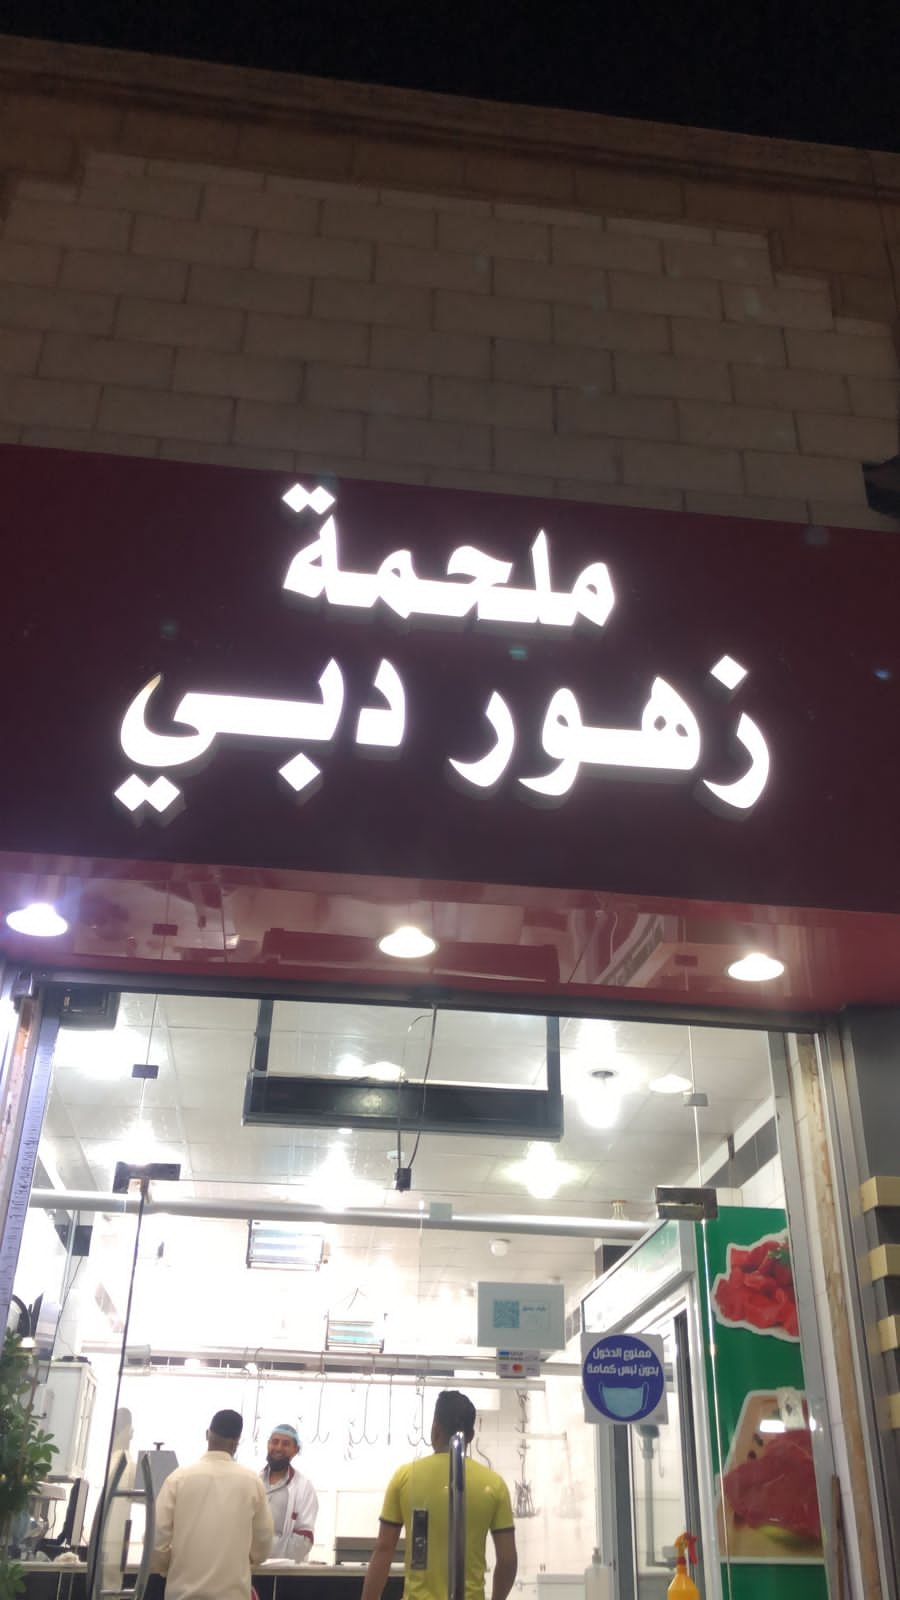 ملحمة
زهور دبي
ممنوع الدخول
بدون لبس كمامة